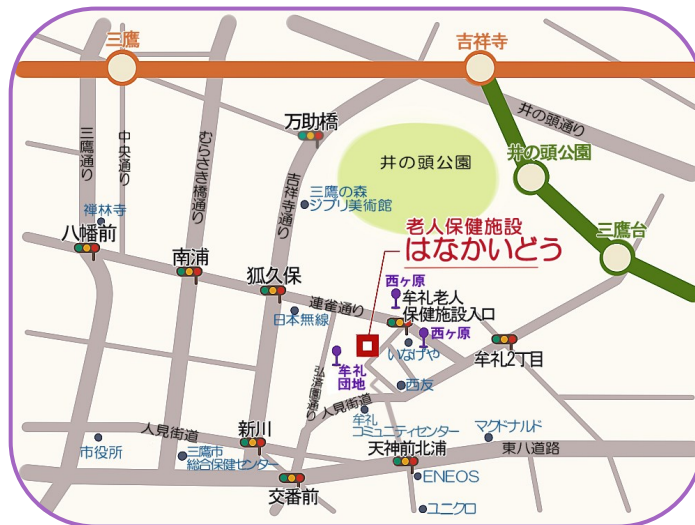 三鷹
吉祥寺
万助橋
井の頭通り
三鷹通り
中央通り
むらさき橋通り
吉祥寺通り
井の頭公園
井の頭公園
三鷹の森
ジブリ美術館
禅林寺
老人保健施設
はなかいどう
三鷹台
八幡前
南浦
狐久保
西ヶ原
連雀通り
牟礼老人
保健施設入口
日本無線
西ヶ原
いなげや
牟礼2丁目
牟礼
団地
弘済園通り
西友
人見街道
牟礼
コミュニティセンター
人見街道
新川
マクドナルド
市役所
三鷹市
総合保健センター
天神前北浦
東八道路
ENEOS
交番前
ユニクロ